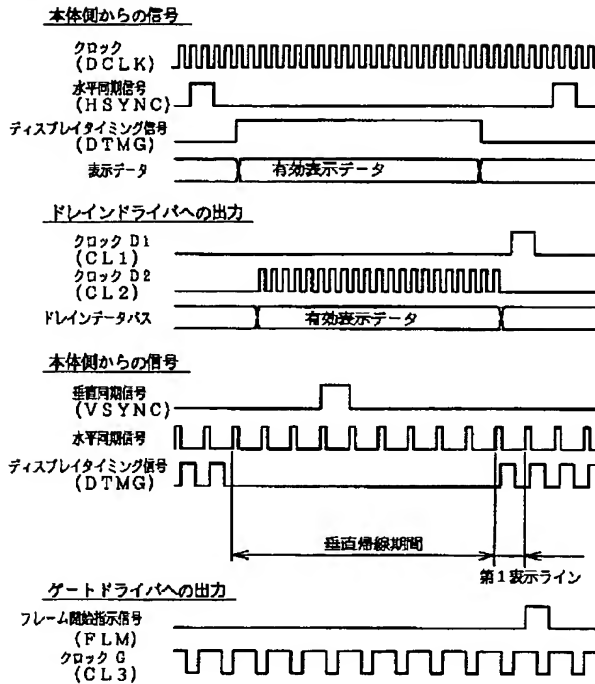 本体側からの信号
クロック
(DCLK)
水平同期信号
(HSYNC)
ディスプレイタイミング信号
(DTMG)
表示データ
有効表示データ
ドレインドライバへの出力
クロック D1
(CL1)
クロック D2
(CL2)
ドレインデータバス
有効表示データ
本体側からの信号
垂直同期信号
(VSYNC)
水平同期信号
ディスプレイタイミング信号
(DTMG)
垂直帰線期間
第1表示ライン
ゲートドライバへの出力
フレーム開始指示信号
(FLM)
クロック G
(CL3)